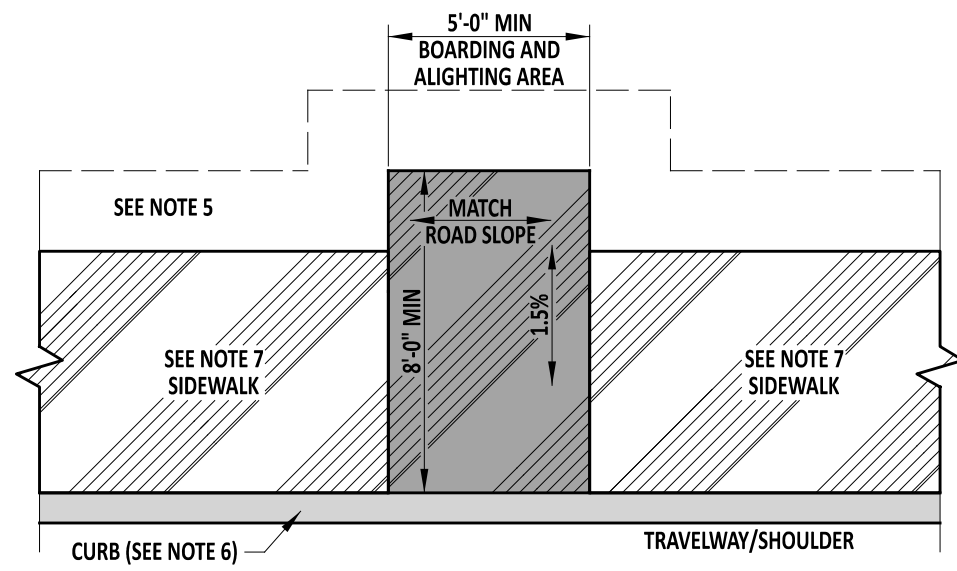 5'-0" MIN
BOARDING AND
ALIGHTING AREA
SEE NOTE 5
MATCH
ROAD SLOPE
8'-0" MIN
1.5%
SEE NOTE 7
SIDEWALK
SEE NOTE 7
SIDEWALK
CURB (SEE NOTE 6)
TRAVELWAY/SHOULDER